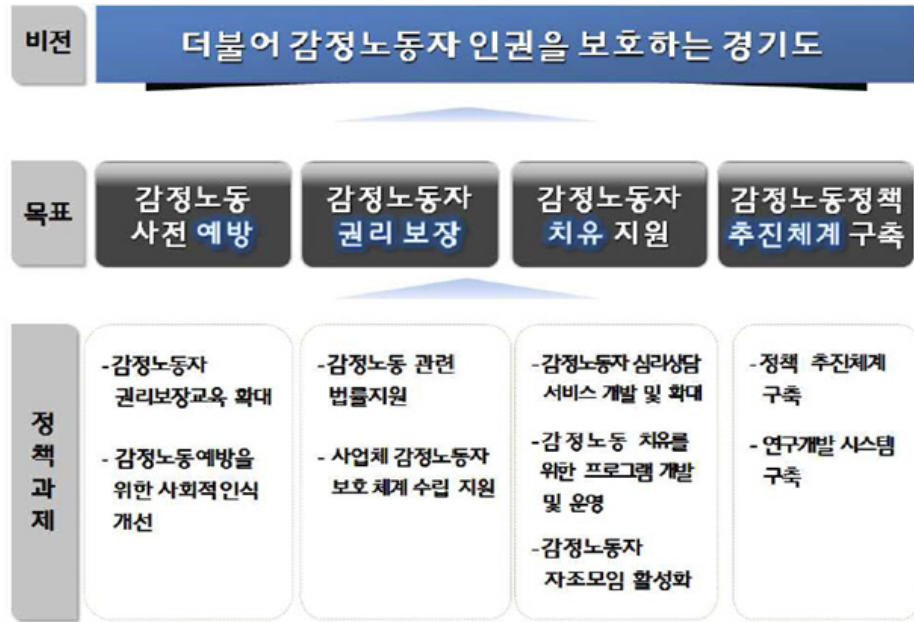 비전
더불어 감정노동자 인권을 보호하는 경기도
목표
감정노동
사전 예방
감정노동자
권리 보장
감정노동자
치유 지원
감정노동정책
추진체계 구축
정책과제
-감정노동자
권리보장교육 확대
- 감정노동예방을
위한 사회적인식
개선
-감정노동 관련
법률지원
- 사업체 감정노동자
보호 체계 수립 지원
-감정노동자 심리상담
서비스 개발 및 확대
-감정노동 치유를
위한 프로그램 개발
및 운영
-감정노동자
자조모임 활성화
- 정책 추진체계
구축
- 연구개발 시스템
구축